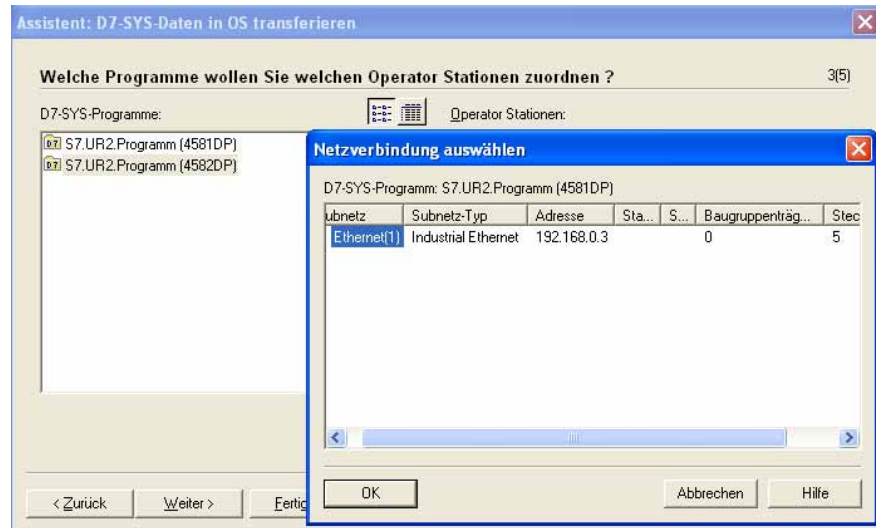 Assistent: D7-SYS-Daten in OS transferieren
Welche Programme wollen Sie welchen Operator Stationen zuordnen ?
3(5)
D7-SYS-Programme:
Operator Stationen:
D7 S7.UR2.Programm (4581DP)
D7 S7.UR2.Programm (4582DP)
Netzverbindung auswählen
D7-SYS-Programm: S7.UR2.Programm (4581DP)
ubnetz Subnetz-Typ Adresse Sta... S... Baugruppenträg... Stec
Ethernet(1) Industrial Ethernet 192.168.0.3 0 5
OK Abbrechen Hilfe
< Zurück Weiter > Fertig